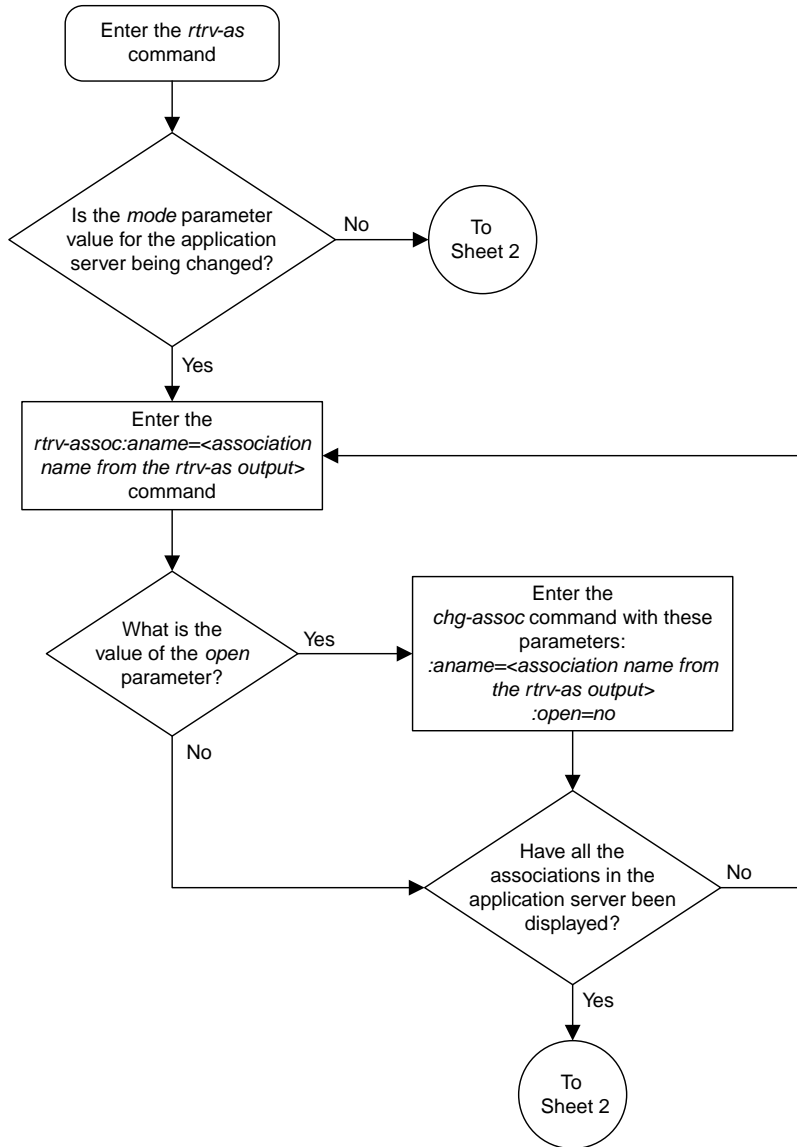 Enter the rtrv-as
command
Is the mode parameter
value for the application
server being changed?
No
To
Sheet 2
Yes
Enter the
rtrv-assoc:aname=<association
name from the rtrv-as output>
command
What is the
value of the open
parameter?
Yes
Enter the
chg-assoc command with these
parameters:
:aname=<association name from
the rtrv-as output>
:open=no
No
Have all the
associations in the
application server been
displayed?
No
Yes
To
Sheet 2